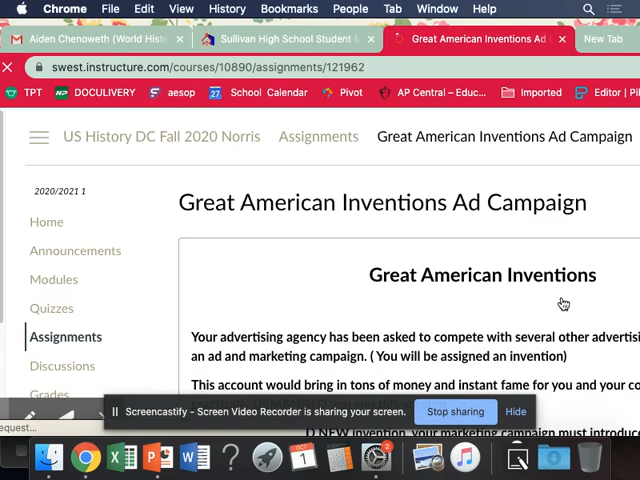 Chrome File Edit View History Bookmarks People Tab Window Help
Aiden Chenoweth (World Hist
Sullivan High School Student M
Great American Inventions Ad C
New Tab
swest.instructure.com/courses/10890/assignments/121962
TPT DOCULIVERY aesop 27 School Calendar Pivot AP Central – Educ... Imported Editor | Pi
US History DC Fall 2020 Norris Assignments Great American Inventions Ad Campaign
2020/2021 1
Home
Announcements
Modules
Quizzes
Assignments
Discussions
Grades
Great American Inventions Ad Campaign
Great American Inventions
Your advertising agency has been asked to compete with several other advertisi
an ad and marketing campaign. ( You will be assigned an invention)
This account would bring in tons of money and instant fame for you and your co
D NEW invention, your marketing campaign must introduc
Screencastify - Screen Video Recorder is sharing your screen.
Stop sharing
Hide
equest...
OCT
1
2